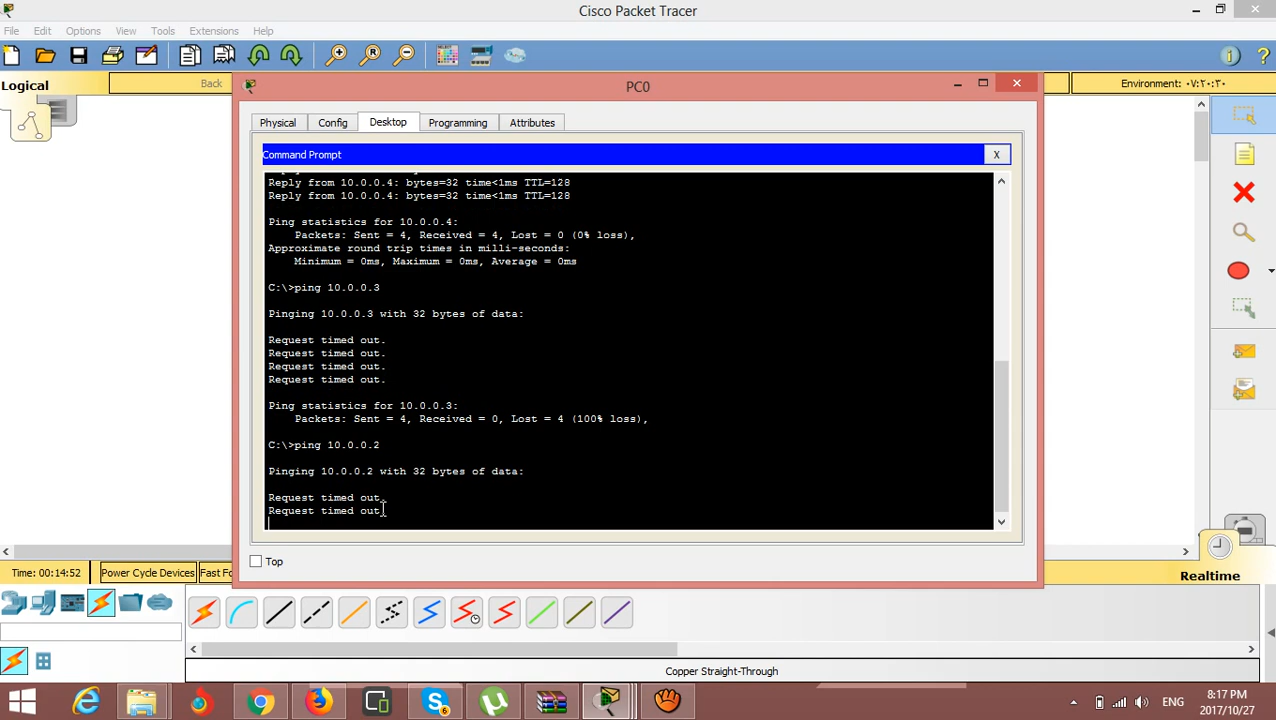 Cisco Packet Tracer
File Edit Options View Tools Extensions Help
Logical
Back
Environment: ۰۷:۲۰:۳۰
PC0
Physical
Config
Desktop
Programming
Attributes
Command Prompt
X
Reply from 10.0.0.4: bytes=32 time<1ms TTL=128
Reply from 10.0.0.4: bytes=32 time<1ms TTL=128
Ping statistics for 10.0.0.4:
Packets: Sent = 4, Received = 4, Lost = 0 (0% loss),
Approximate round trip times in milli-seconds:
Minimum = 0ms, Maximum = 0ms, Average = 0ms
C:\>ping 10.0.0.3
Pinging 10.0.0.3 with 32 bytes of data:
Request timed out.
Request timed out.
Request timed out.
Request timed out.
Ping statistics for 10.0.0.3:
Packets: Sent = 4, Received = 0, Lost = 4 (100% loss),
C:\>ping 10.0.0.2
Pinging 10.0.0.2 with 32 bytes of data:
Request timed out.
Request timed out.
Top
Time: 00:14:52
Power Cycle Devices
Fast Fo
Realtime
Copper Straight-Through
ENG
8:17 PM
2017/10/27
6